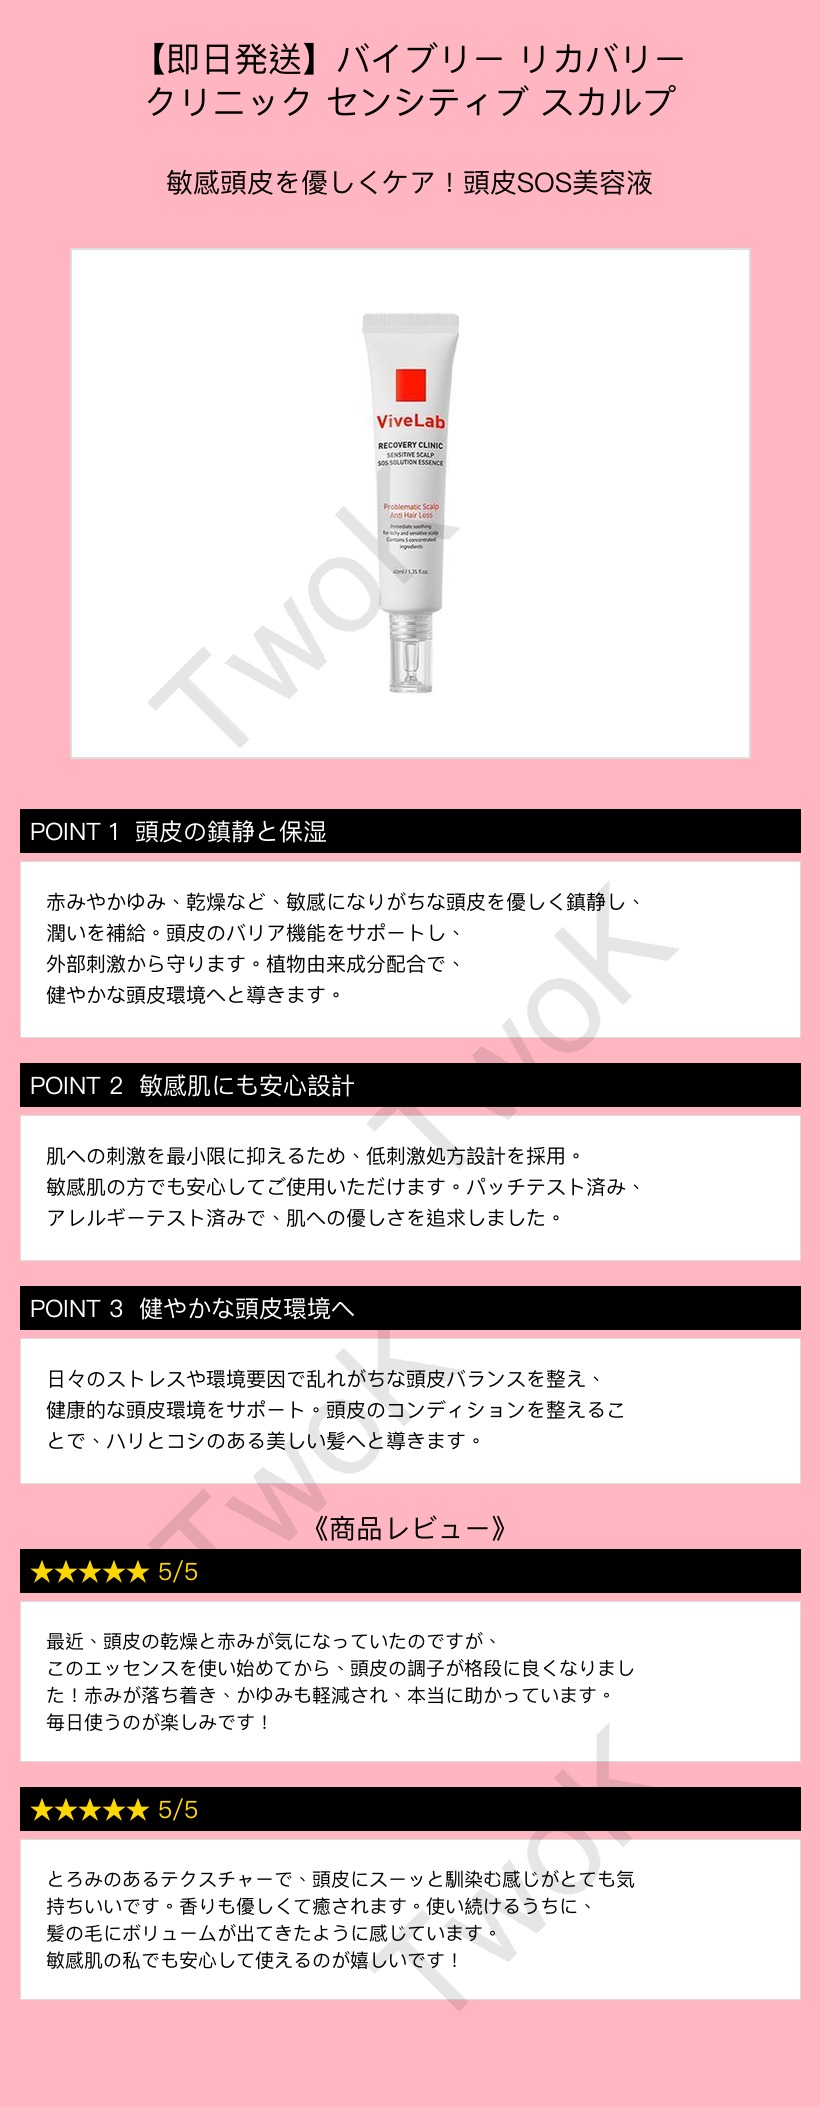 【即日発送】バイブリー リカバリー
クリニック センシティブ スカルプ
敏感頭皮を優しくケア！頭皮SOS美容液
ViveLab
RECOVERY CLINIC
SENSITIVE SCALP
SOS SOLUTION ESSENCE
Problematic Scalp
Anti Hair Loss
Immediate soothing
For itchy and sensitive scalp
Contains 5 concentrated
ingredients
40ml / 1.35 fl.oz.
TwoK
POINT 1 頭皮の鎮静と保湿
赤みやかゆみ、乾燥など、敏感になりがちな頭皮を優しく鎮静し、
潤いを補給。頭皮のバリア機能をサポートし、
外部刺激から守ります。植物由来成分配合で、
健やかな頭皮環境へと導きます。
TwoK
POINT 2 敏感肌にも安心設計
肌への刺激を最小限に抑えるため、低刺激処方設計を採用。
敏感肌の方でも安心してご使用いただけます。パッチテスト済み、
アレルギーテスト済みで、肌への優しさを追求しました。
POINT 3 健やかな頭皮環境へ
日々のストレスや環境要因で乱れがちな頭皮バランスを整え、
健康的な頭皮環境をサポート。頭皮のコンディションを整えるこ
とで、ハリとコシのある美しい髪へと導きます。
TwoK
《商品レビュー》
★★★★★ 5/5
最近、頭皮の乾燥と赤みが気になっていたのですが、
このエッセンスを使い始めてから、頭皮の調子が格段に良くなりまし
た！赤みが落ち着き、かゆみも軽減され、本当に助かっています。
毎日使うのが楽しみです！
★★★★★ 5/5
とろみのあるテクスチャーで、頭皮にスーッと馴染む感じがとても気
持ちいいです。香りも優しくて癒されます。使い続けるうちに、
髪の毛にボリュームが出てきたように感じています。
敏感肌の私でも安心して使えるのが嬉しいです！
TwoK